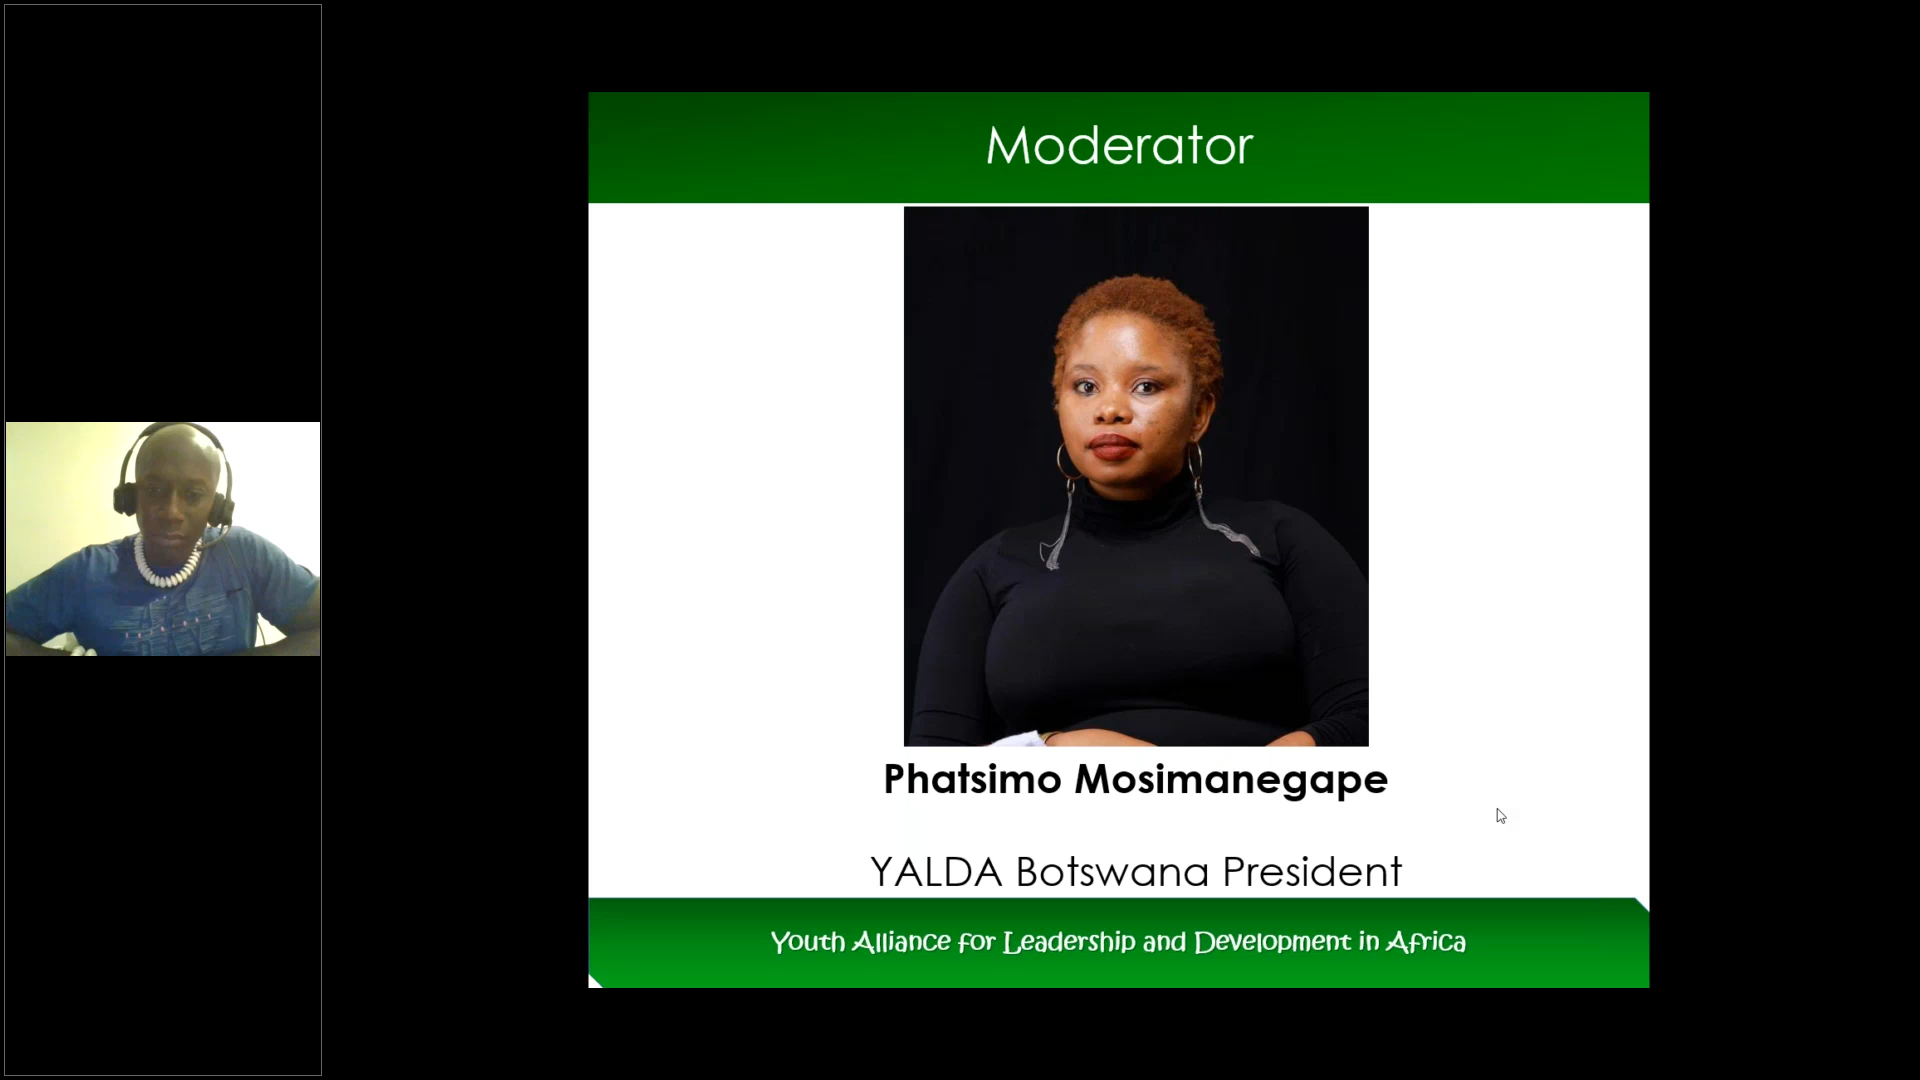 Moderator
Phatsimo Mosimanegape
YALDA Botswana President
Youth Alliance for Leadership and Development in Africa